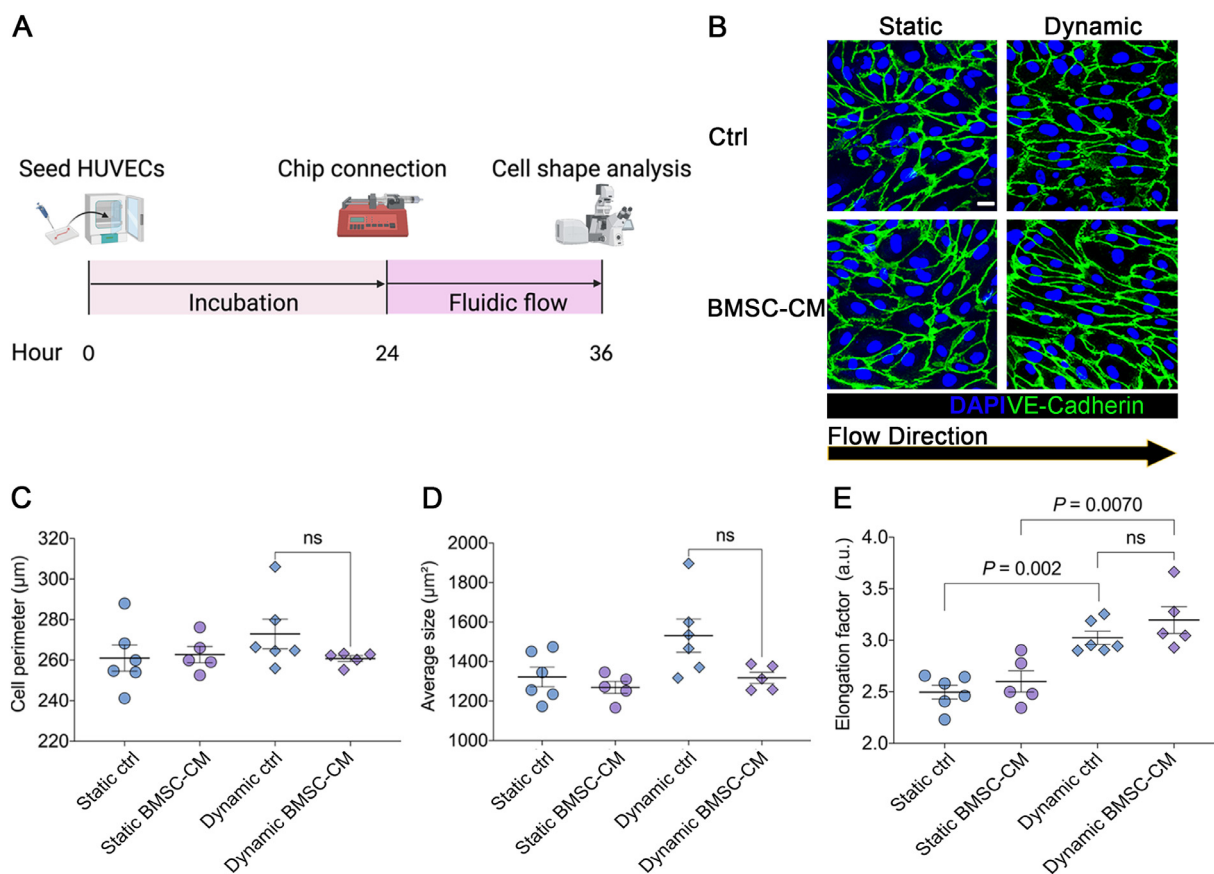 A
Seed HUVECs
Chip connection
Cell shape analysis
Incubation
Fluidic flow
Hour 0 24 36
B
Static Dynamic
Ctrl
BMSC-CM
DAPIVE-Cadherin
Flow Direction
C
Cell perimeter (µm)
320
300
280
260
240
220
ns
Static ctrl
Static BMSC-CM
Dynamic ctrl
Dynamic BMSC-CM
D
Average size (µm²)
2000
1800
1600
1400
1200
1000
ns
Static ctrl
Static BMSC-CM
Dynamic ctrl
Dynamic BMSC-CM
E
Elongation factor (a.u.)
4.0
3.5
3.0
2.5
2.0
P = 0.0070
ns
P = 0.002
Static ctrl
Static BMSC-CM
Dynamic ctrl
Dynamic BMSC-CM